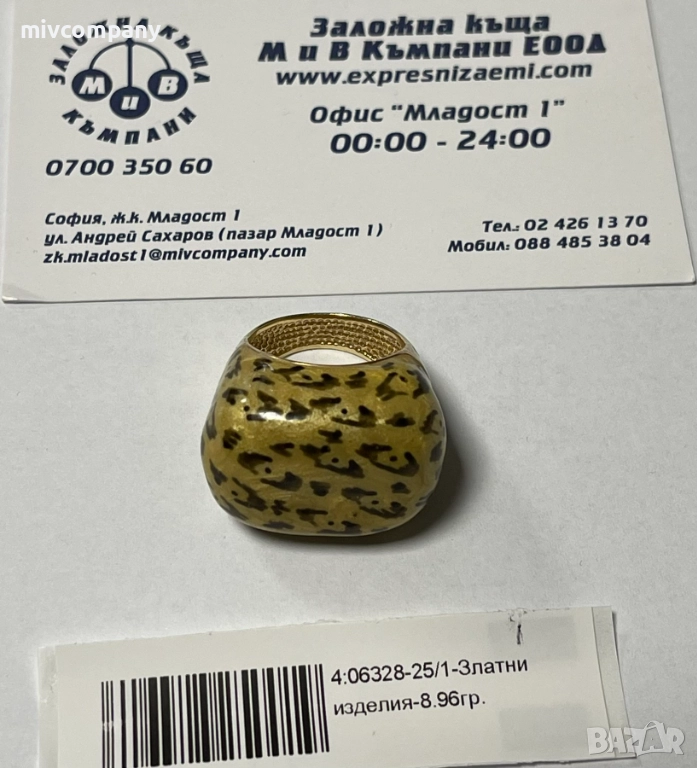 mivcompany
ЗАЛОЖНА КЪЩА
М И В
КЪМПАНИ
0700 350 60
Заложна къща
М и В Къмпани ЕООД
www.expresnizaemi.com
Офис "Младост 1"
00:00 - 24:00
София, ж.к. Младост 1
ул. Андрей Сахаров (пазар Младост 1)
zk.mladost1@mivcompany.com
Тел.: 02 426 13 70
Мобил: 088 485 38 04
4:06328-25/1-Златни
изделия-8.96гр.
BAZAR